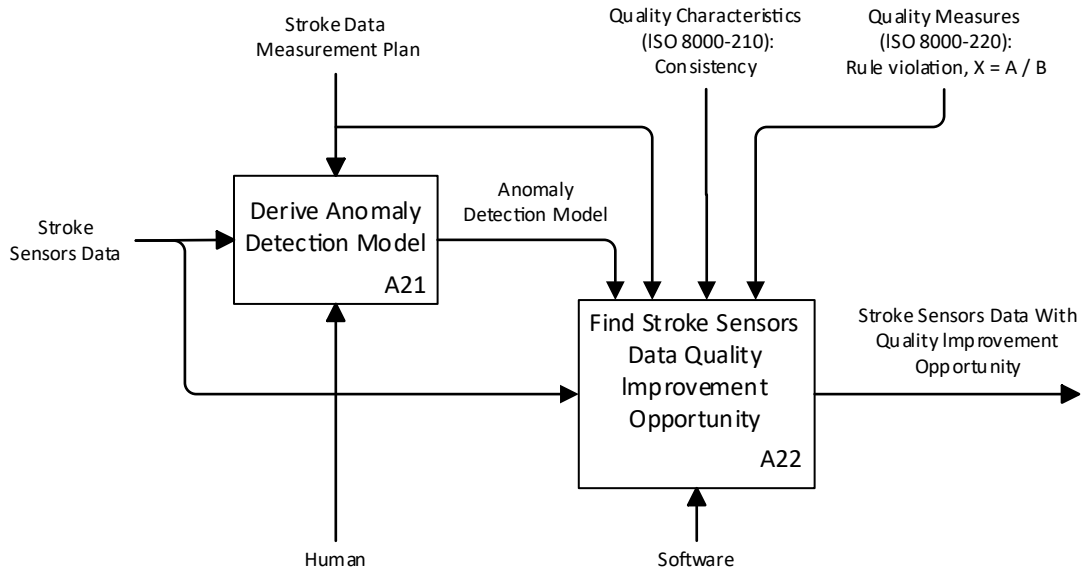 Stroke Data
Measurement Plan
Quality Characteristics
(ISO 8000-210):
Consistency
Quality Measures
(ISO 8000-220):
Rule violation, X = A / B
Stroke
Sensors Data
Derive Anomaly
Detection Model
A21
Anomaly
Detection Model
Find Stroke Sensors
Data Quality
Improvement
Opportunity
A22
Stroke Sensors Data With
Quality Improvement
Opportunity
Human
Software